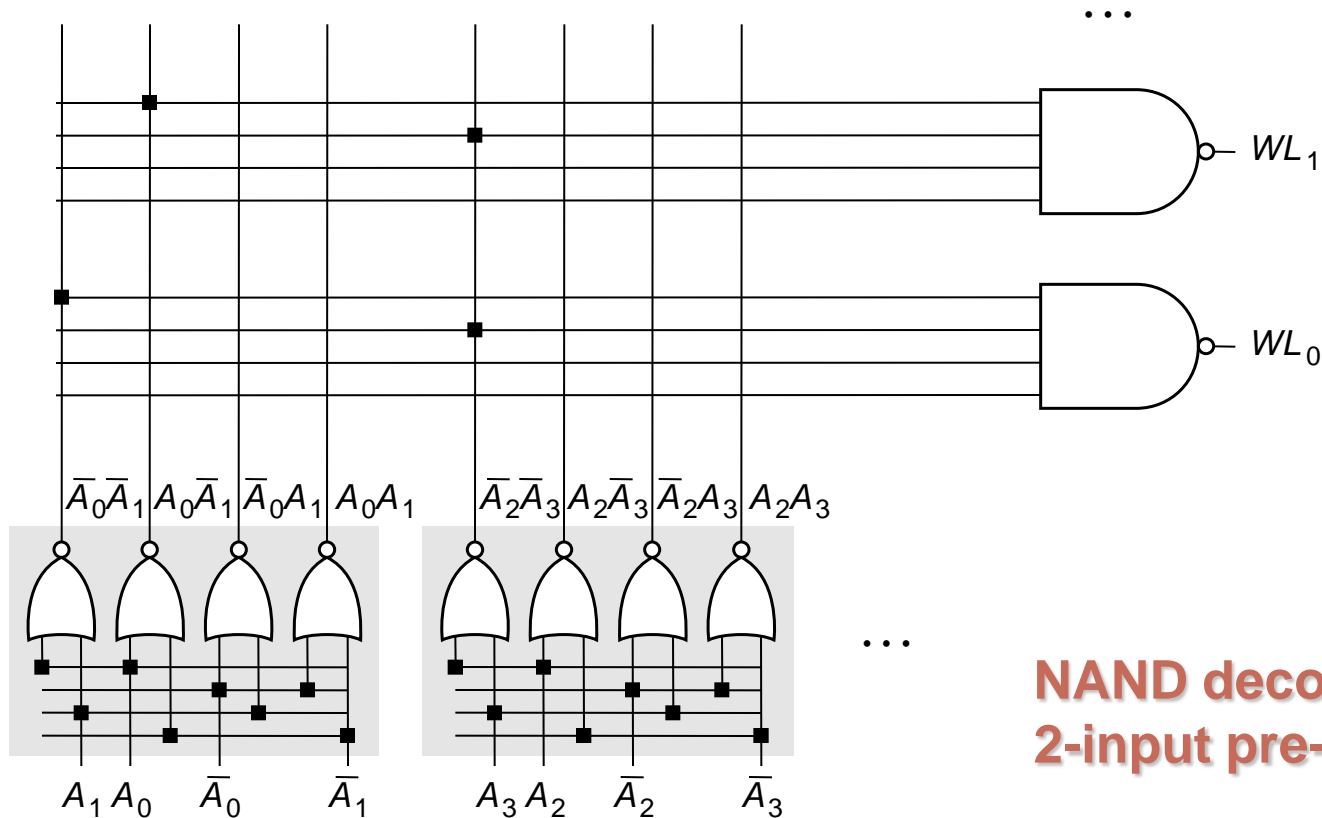 ...
WL₁
WL₀
A̅₀A̅₁ A₀A̅₁ A̅₀A₁ A₀A₁ A̅₂A̅₃ A₂A̅₃ A̅₂A₃ A₂A₃
...
NAND deco
2-input pre-
A₁ A₀ A̅₀ A̅₁ A₃ A₂ A̅₂ A̅₃